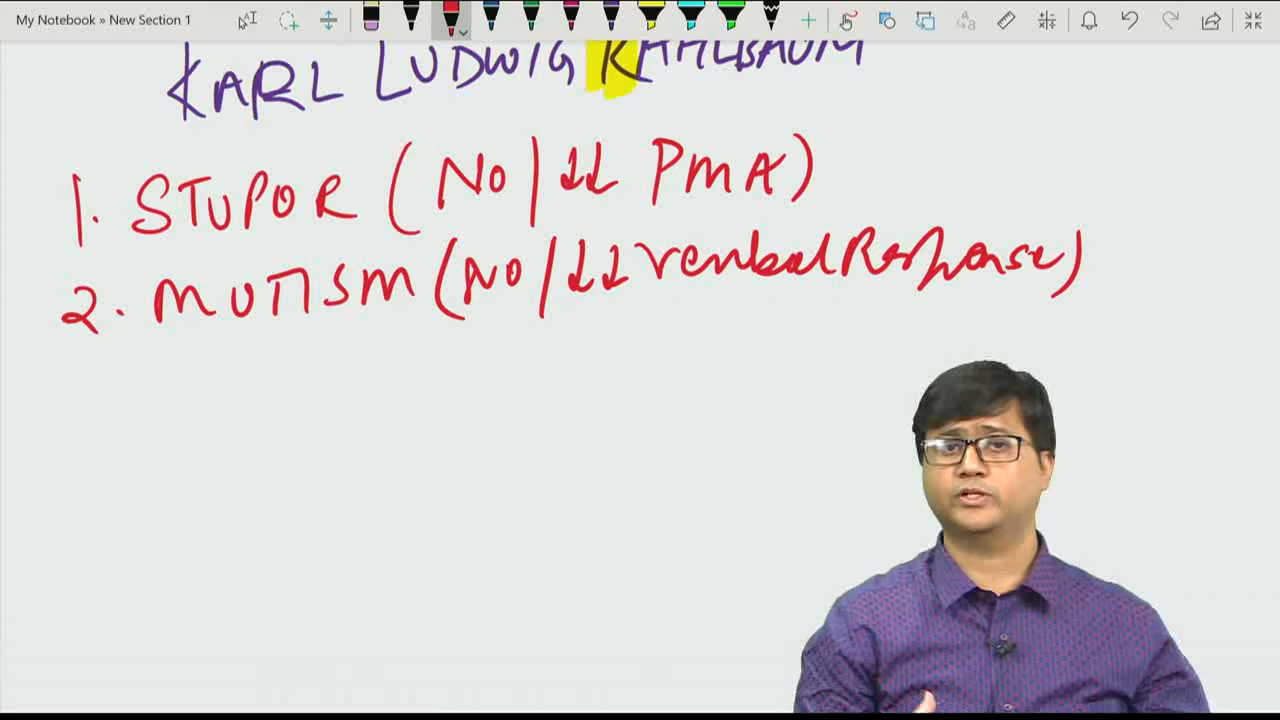 My Notebook » New Section 1
KARL LUDWIG KAHLBAUM
1. STUPOR (NO/↓↓ PMA)
2. MUTISM (NO/↓↓ verbal Response)